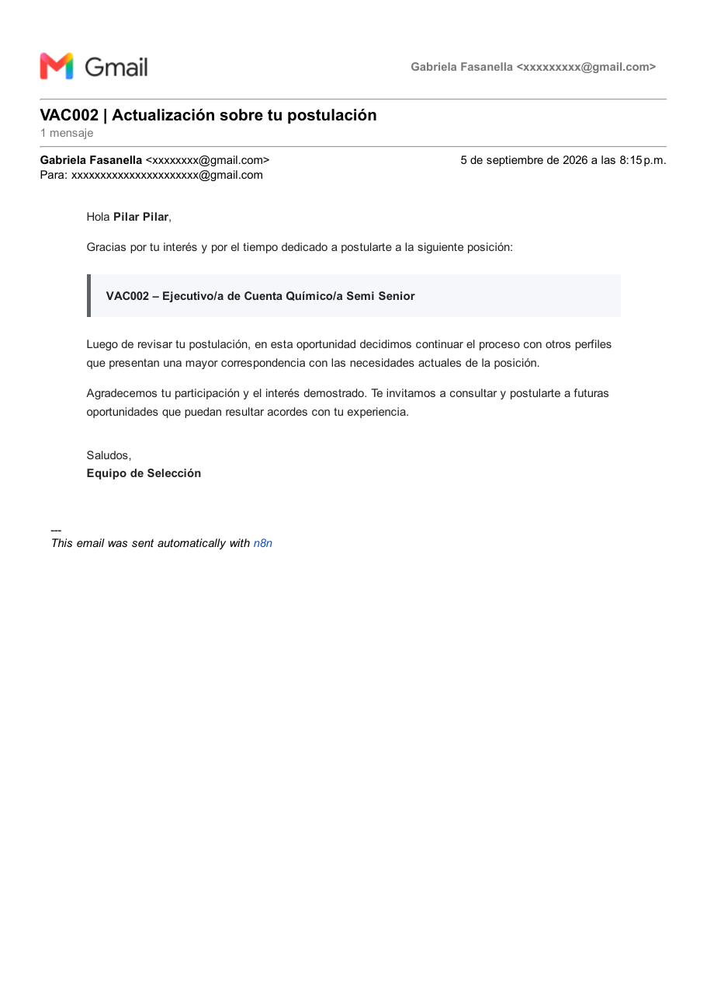 Gmail
Gabriela Fasanella <xxxxxxxxx@gmail.com>
VAC002 | Actualización sobre tu postulación
1 mensaje
Gabriela Fasanella <xxxxxxxx@gmail.com>
5 de septiembre de 2026 a las 8:15 p.m.
Para: xxxxxxxxxxxxxxxxxxxxxx@gmail.com
Hola Pilar Pilar,
Gracias por tu interés y por el tiempo dedicado a postularte a la siguiente posición:
VAC002 – Ejecutivo/a de Cuenta Químico/a Semi Senior
Luego de revisar tu postulación, en esta oportunidad decidimos continuar el proceso con otros perfiles
que presentan una mayor correspondencia con las necesidades actuales de la posición.
Agradecemos tu participación y el interés demostrado. Te invitamos a consultar y postularte a futuras
oportunidades que puedan resultar acordes con tu experiencia.
Saludos,
Equipo de Selección
---
This email was sent automatically with n8n